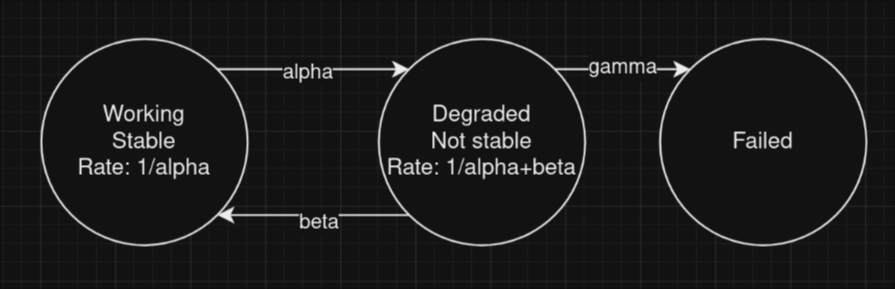 Working
Stable
Rate: 1/alpha
alpha
beta
Degraded
Not stable
Rate: 1/alpha+beta
gamma
Failed